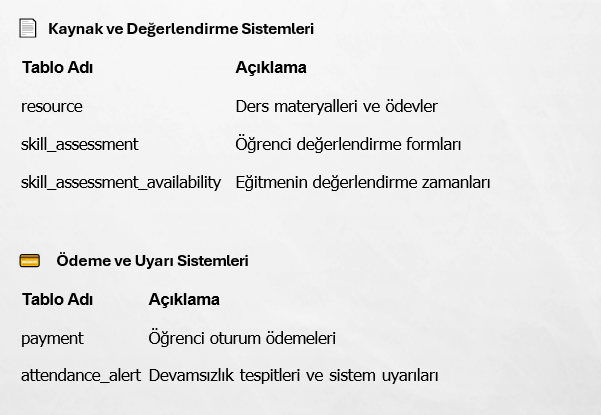 Kaynak ve Değerlendirme Sistemleri
Tablo Adı Açıklama
resource Ders materyalleri ve ödevler
skill_assessment Öğrenci değerlendirme formları
skill_assessment_availability Eğitmenin değerlendirme zamanları
Ödeme ve Uyarı Sistemleri
Tablo Adı Açıklama
payment Öğrenci oturum ödemeleri
attendance_alert Devamsızlık tespitleri ve sistem uyarıları